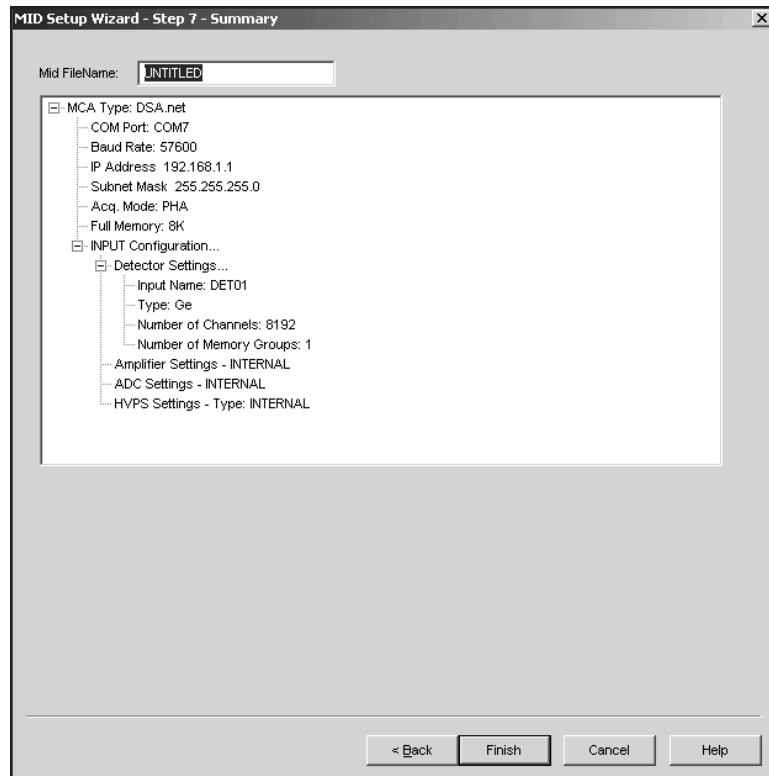 MID Setup Wizard - Step 7 - Summary
Mid FileName: UNTITLED
MCA Type: DSA.net
COM Port: COM7
Baud Rate: 57600
IP Address 192.168.1.1
Subnet Mask 255.255.255.0
Acq. Mode: PHA
Full Memory: 8K
INPUT Configuration...
Detector Settings...
Input Name: DET01
Type: Ge
Number of Channels: 8192
Number of Memory Groups: 1
Amplifier Settings - INTERNAL
ADC Settings - INTERNAL
HVPS Settings - Type: INTERNAL
< Back Finish Cancel Help